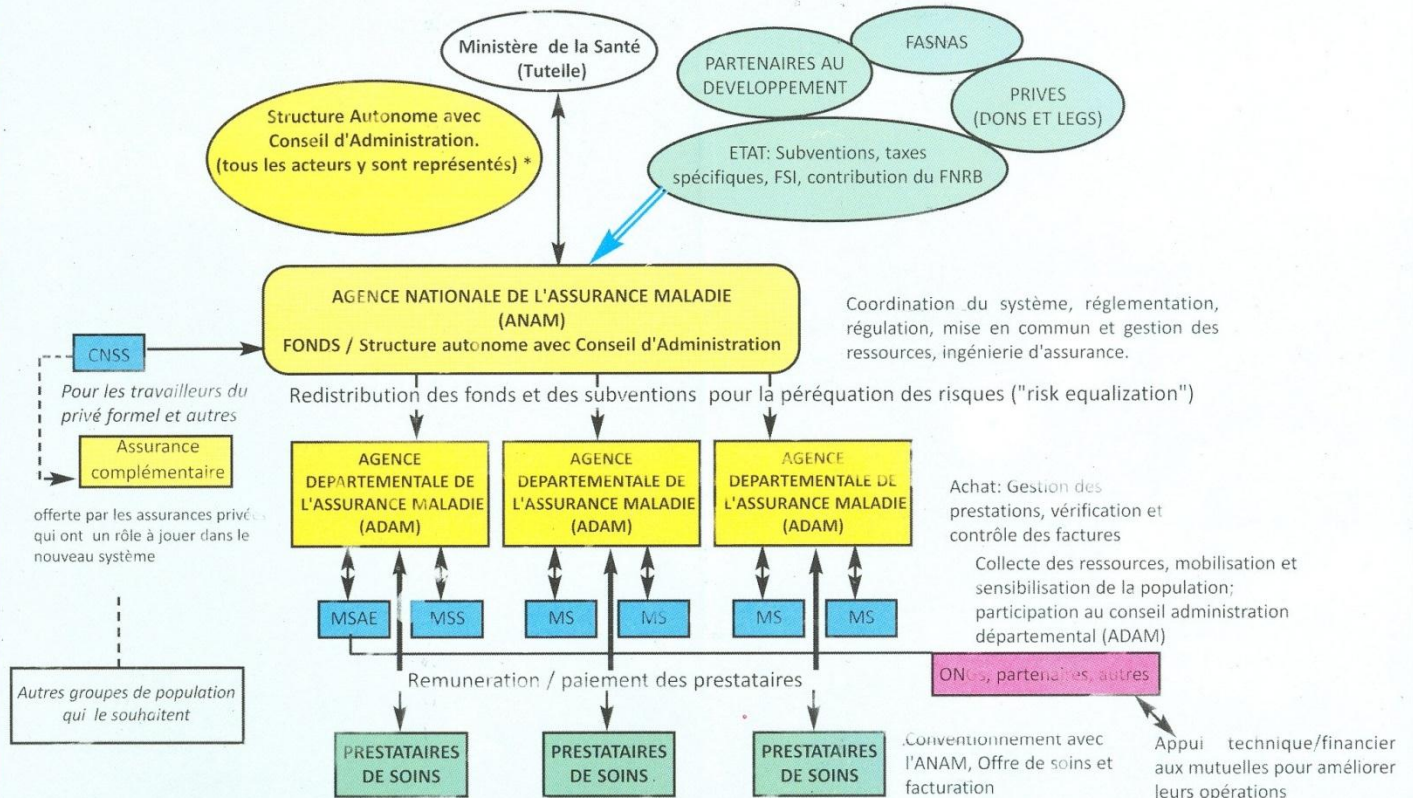 Ministère de la Santé
(Tuteile)
FASNAS
PARTENAIRES AU
DEVELOPPEMENT
PRIVES
(DONS ET LEGS)
Structure Autonome avec
Conseil d'Administration.
(tous les acteurs y sont représentés) *
ETAT: Subventions, taxes
spécifiques, FSI, contribution du FNRB
AGENCE NATIONALE DE L'ASSURANCE MALADIE
(ANAM)
FONDS / Structure autonome avec Conseil d'Administration
Coordination du système, réglementation,
régulation, mise en commun et gestion des
ressources, ingénierie d'assurance.
CNSS
Pour les travailleurs du
privé formel et autres
Redistribution des fonds et des subventions pour la péréquation des risques ("risk equalization")
Assurance
complémentaire
offerte par les assurances privées
qui ont un rôle à jouer dans le
nouveau système
AGENCE
DEPARTEMENTALE DE
L'ASSURANCE MALADIE
(ADAM)
AGENCE
DEPARTEMENTALE DE
L'ASSURANCE MALADIE
(ADAM)
AGENCE
DEPARTEMENTALE DE
L'ASSURANCE MALADIE
(ADAM)
Achat: Gestion des
prestations, vérification et
contrôle des factures
Collecte des ressources, mobilisation et
sensibilisation de la population;
participation au conseil administration
départemental (ADAM)
MSAE
MSS
MS
MS
MS
MS
ONGs, partenaires, autres
Autres groupes de population
qui le souhaitent
Remuneration / paiement des prestataires
PRESTATAIRES
DE SOINS
PRESTATAIRES
DE SOINS
PRESTATAIRES
DE SOINS
Conventionnement avec
l'ANAM, Offre de soins et
facturation
Appui technique/financier
aux mutuelles pour améliorer
leurs opérations